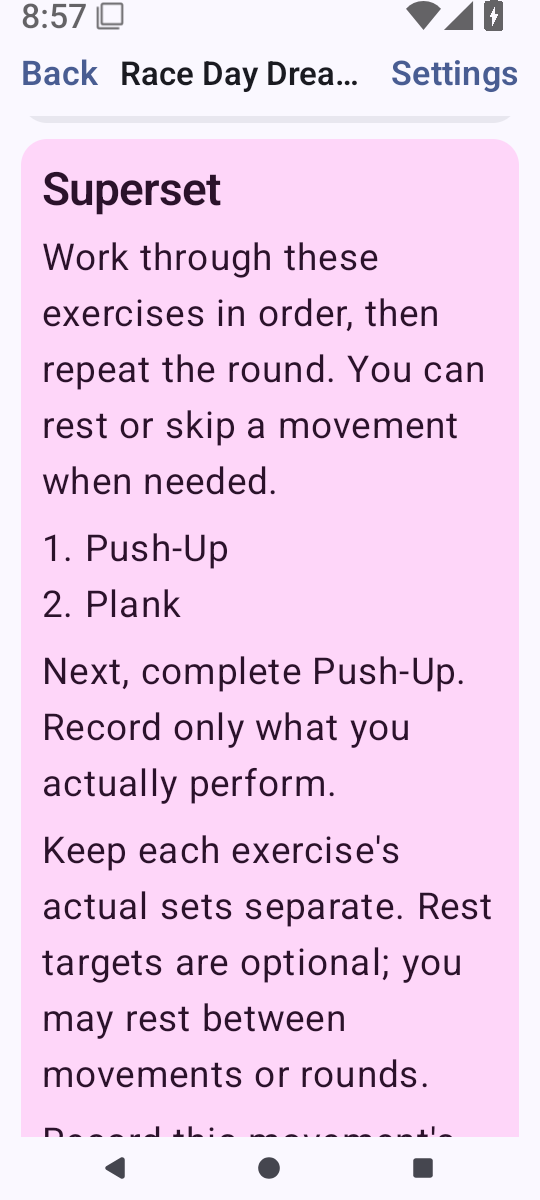 8:57
Back Race Day Drea... Settings
Superset
Work through these
exercises in order, then
repeat the round. You can
rest or skip a movement
when needed.
1. Push-Up
2. Plank
Next, complete Push-Up.
Record only what you
actually perform.
Keep each exercise's
actual sets separate. Rest
targets are optional; you
may rest between
movements or rounds.
Record this movement's